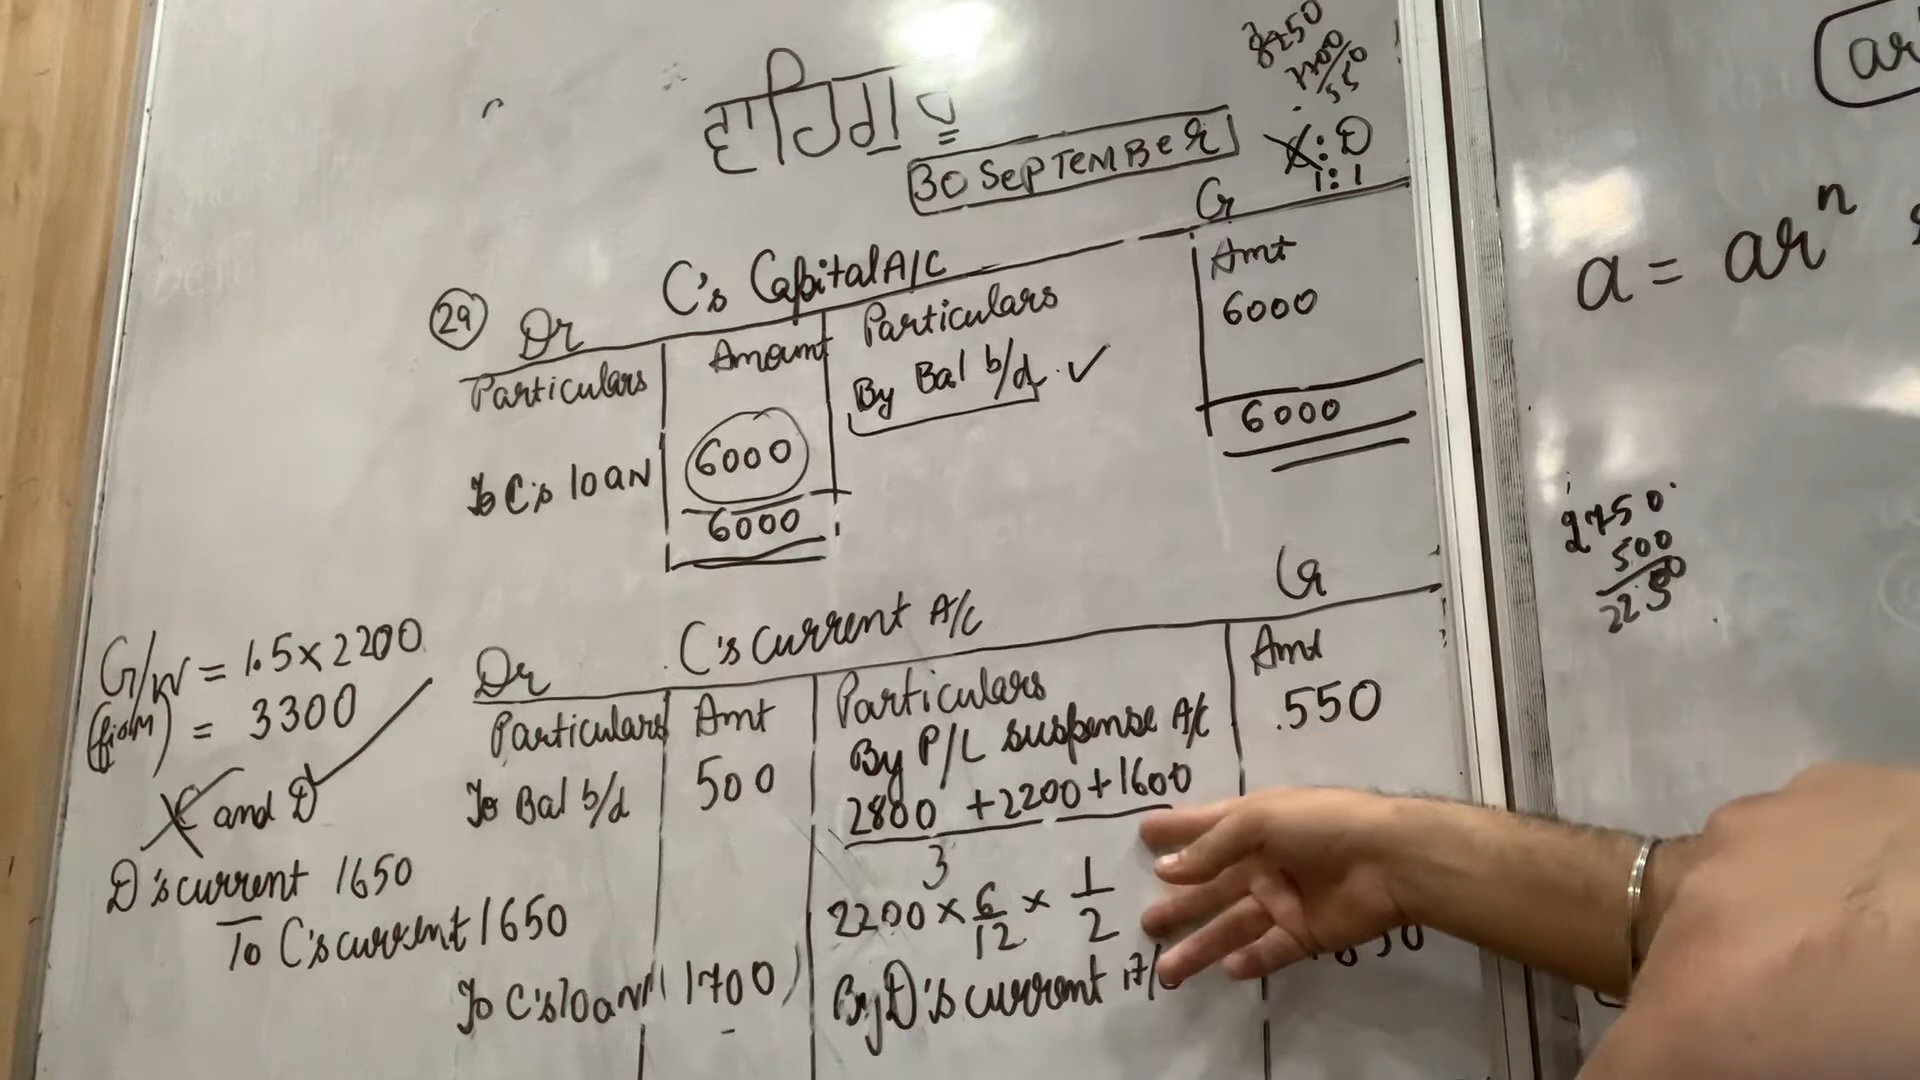 ਵਾਹਿਗੁਰੂ
30 SepTEMBER
X:D
1:1
29
C's Capital A/C
Dr
Cr
Particulars Amount Particulars Amt
By Bal b/d ✓ 6000
To C's loan 6000
6000 6000
C's current A/C
Dr
Cr
Particulars Amt Particulars Amt
To Bal b/d 500 By P/L suspense A/c 550
2800 + 2200 + 1600
3
2200 × 6/12 × 1/2
To C's loan 1700 By D's current
G/W = 1.5 × 2200
(firm) = 3300
and D
D's current 1650
To C's current 1650
a = ar^n
ar
2750
500
2250